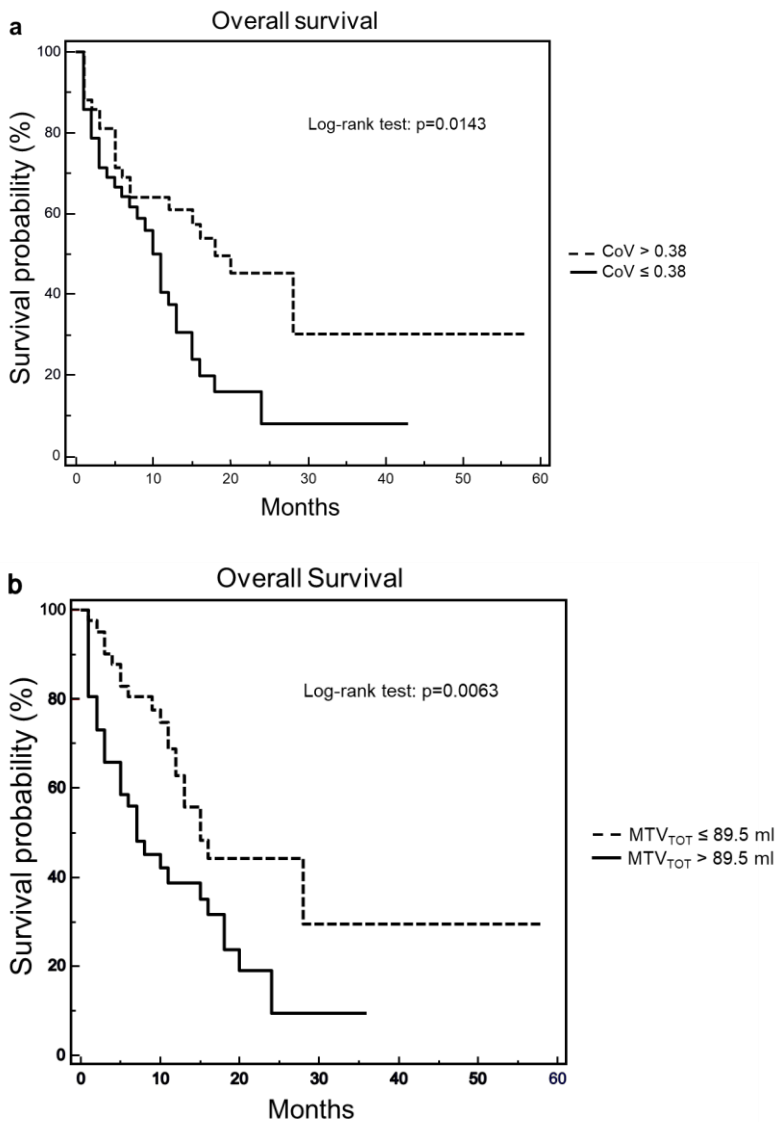 a
Overall survival
Survival probability (%)
100
80
60
40
20
0
Log-rank test: p=0.0143
CoV > 0.38
CoV ≤ 0.38
0 10 20 30 40 50 60
Months
b
Overall Survival
Survival probability (%)
100
80
60
40
20
0
Log-rank test: p=0.0063
MTVTOT ≤ 89.5 ml
MTVTOT > 89.5 ml
0 10 20 30 40 50 60
Months